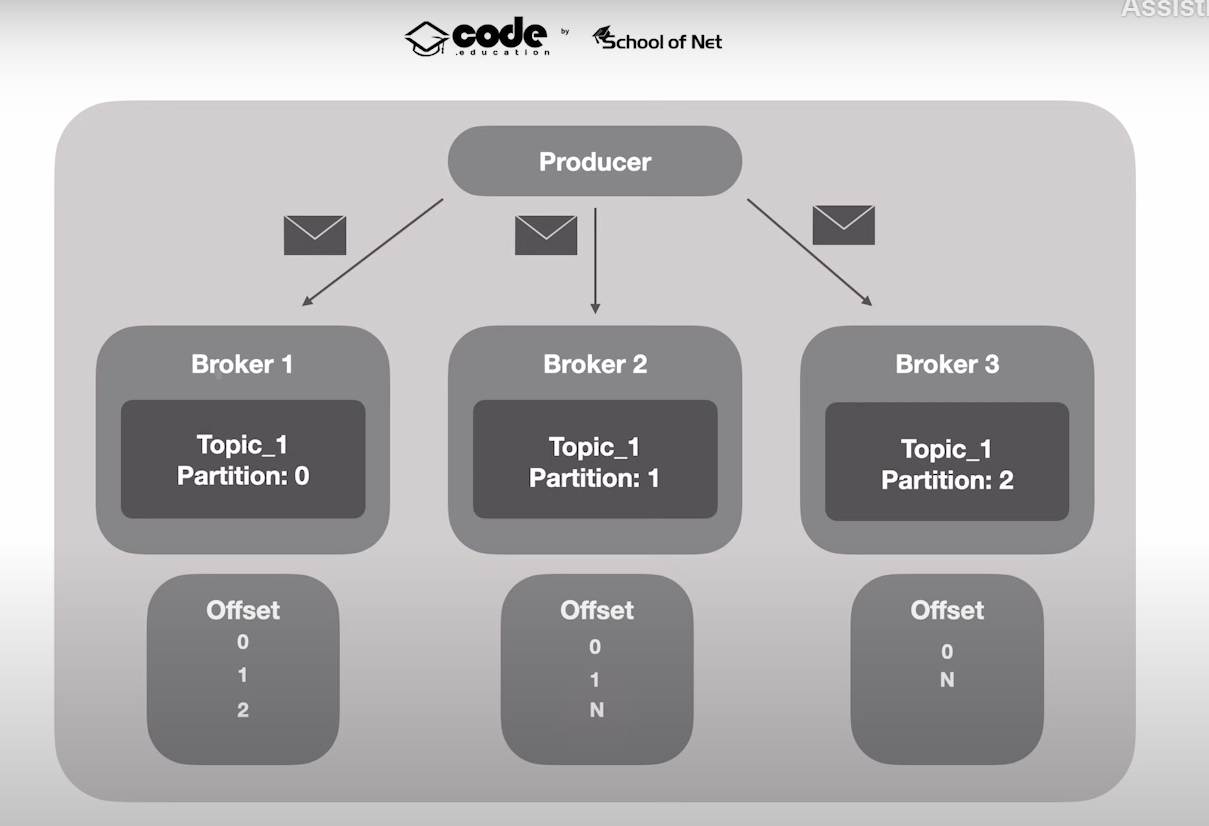 Assist
code
.education
by
School of Net
Producer
Broker 1
Broker 2
Broker 3
Topic_1
Partition: 0
Topic_1
Partition: 1
Topic_1
Partition: 2
Offset
0
1
2
Offset
0
1
N
Offset
0
N